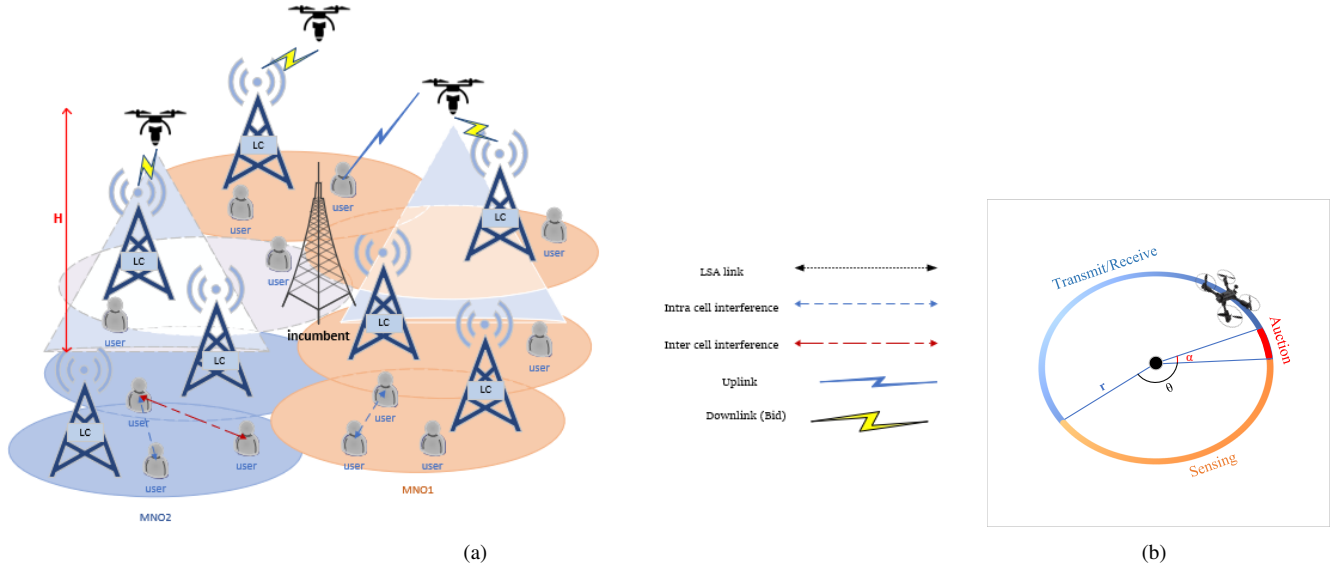 H
LC
user
user
LC
user
user
LC
user
LC
LC
incumbent
user
LC
LC
LC
user
user
user
user
user
user
user
MNO1
MNO2
LSA link
Intra cell interference
Inter cell interference
Uplink
Downlink (Bid)
(a)
Transmit/Receive
Auction
α
r
θ
Sensing
(b)